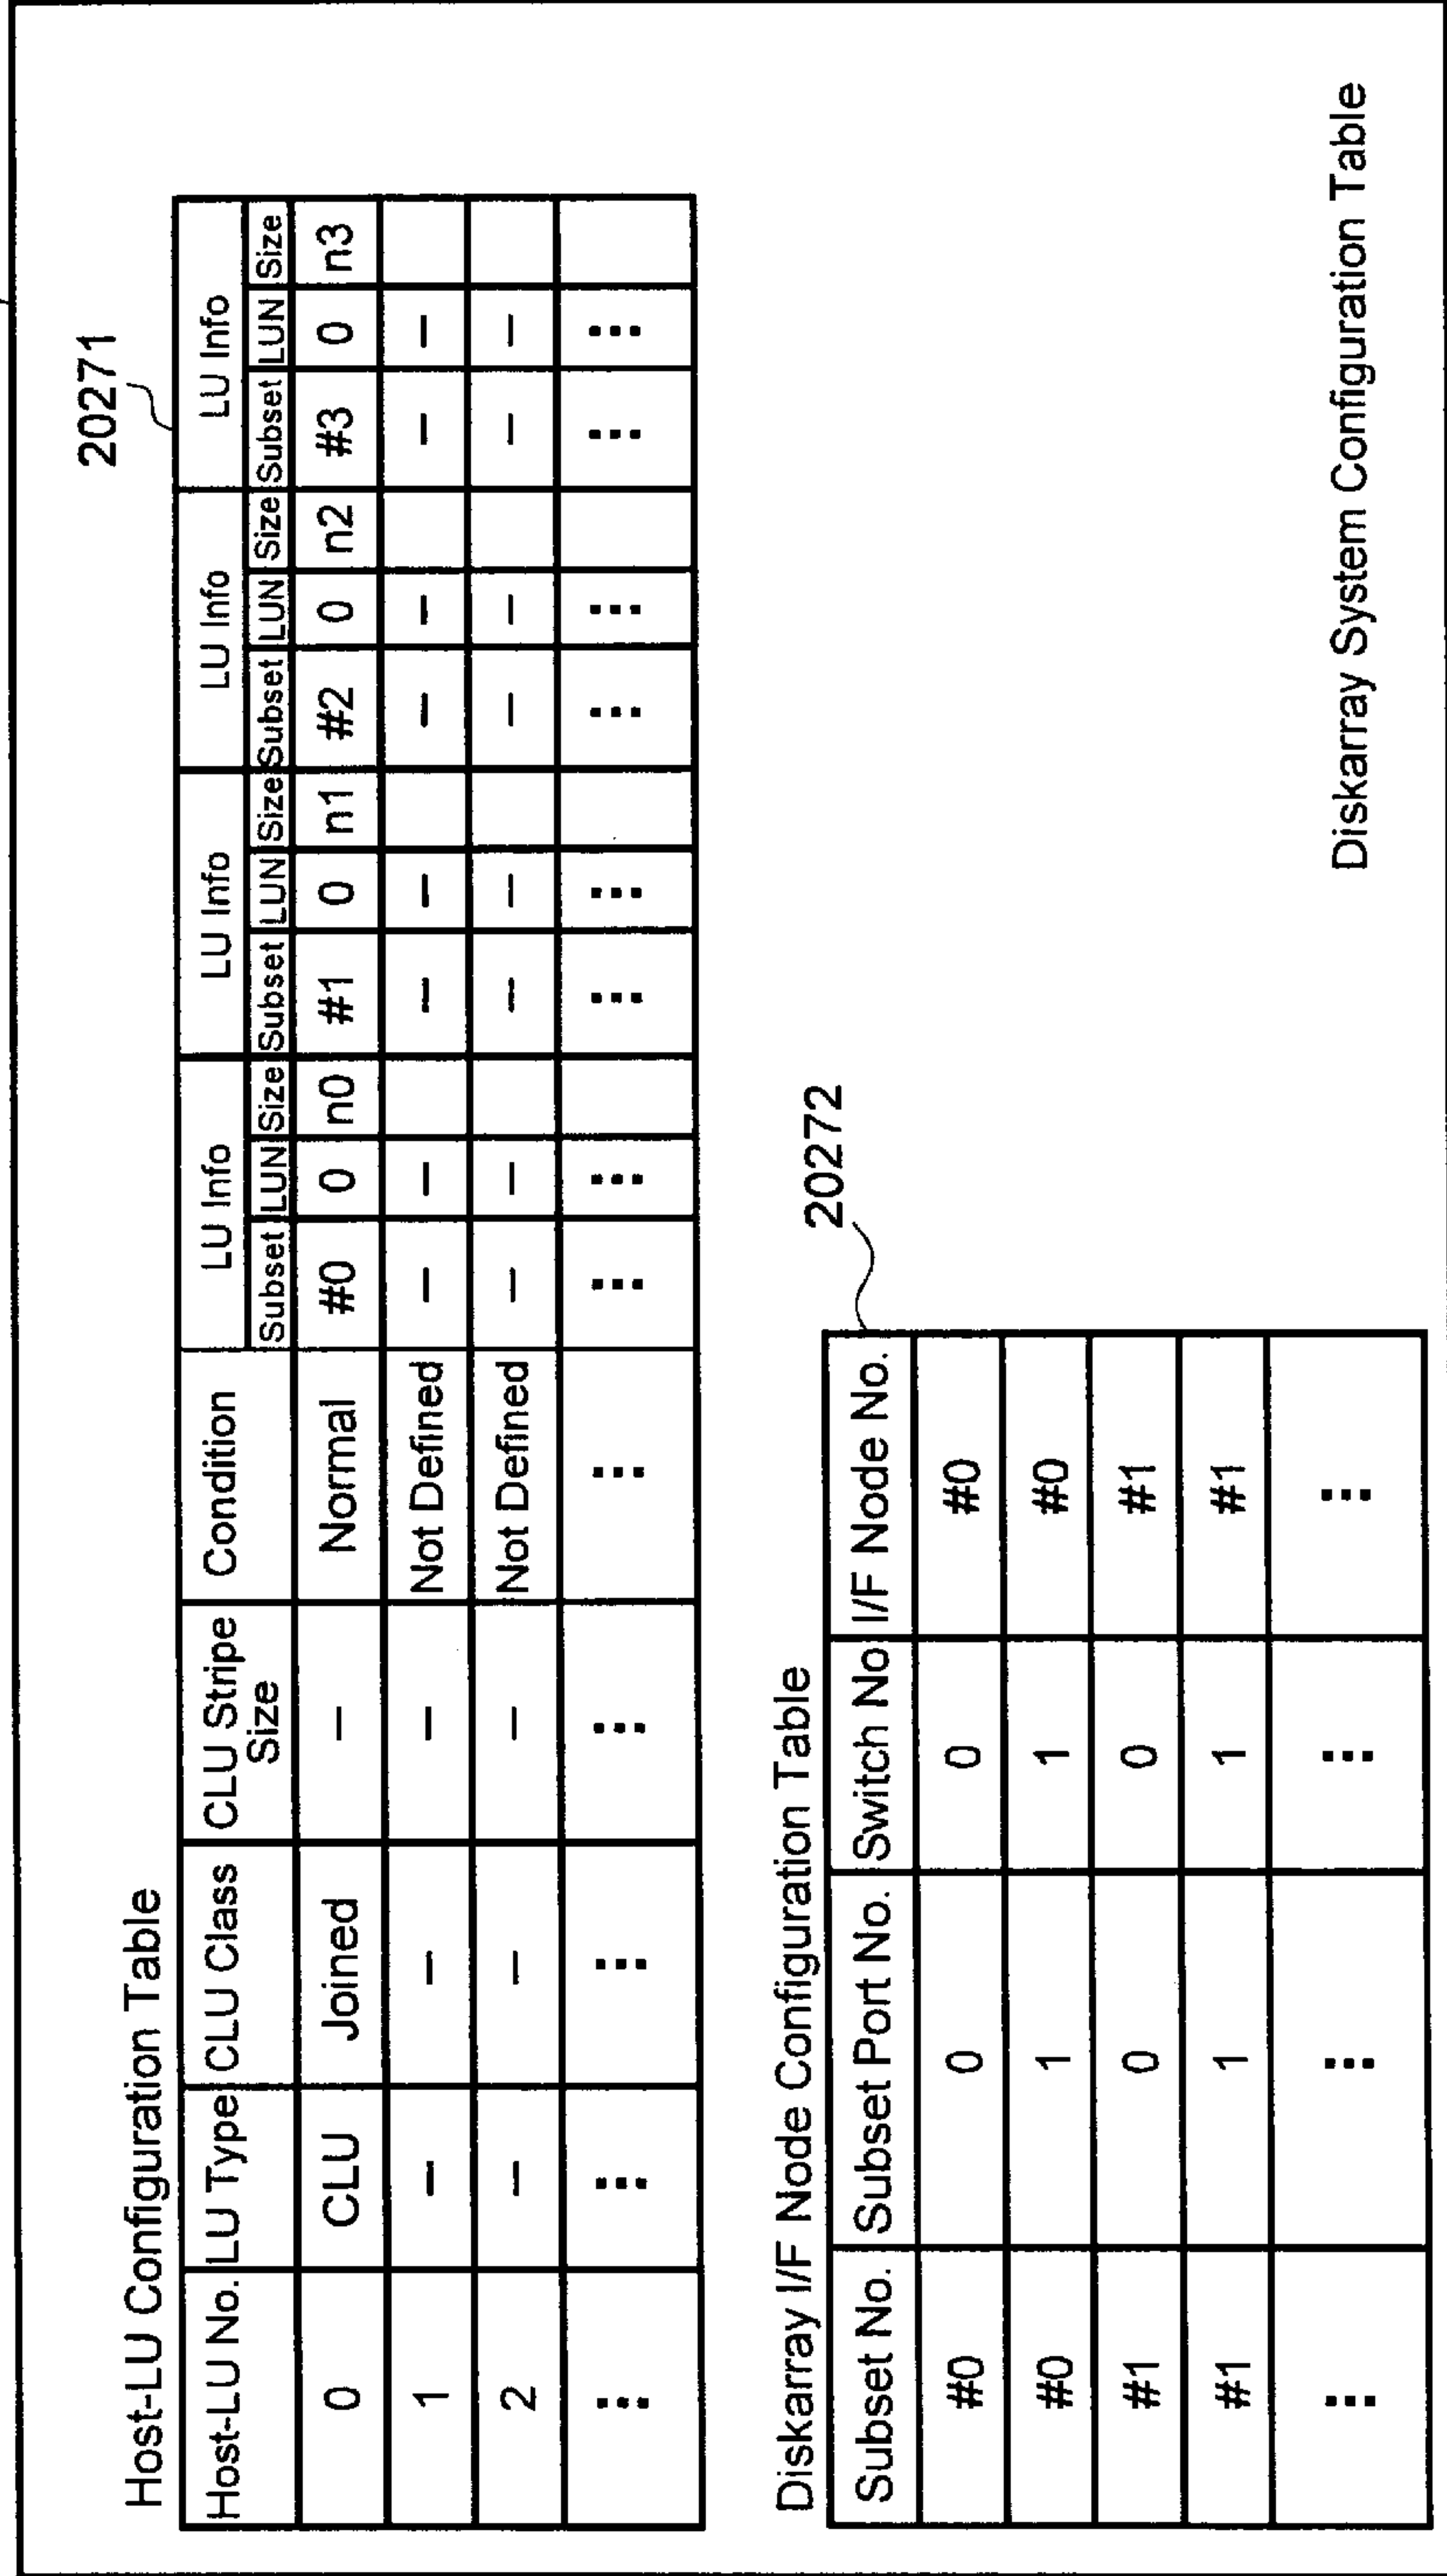 20271
Host-LU Configuration Table
Host-LU No. LU Type CLU Class CLU Stripe Size Condition LU Info LU Info LU Info LU Info
Subset LUN Size Subset LUN Size Subset LUN Size Subset LUN Size
0 CLU Joined – Normal #0 0 n0 #1 0 n1 #2 0 n2 #3 0 n3
1 – – – Not Defined – – – – – – – –
2 – – – Not Defined – – – – – – – –
⋮ ⋮ ⋮ ⋮ ⋮ ⋮ ⋮ ⋮ ⋮ ⋮ ⋮ ⋮ ⋮
20272
Diskarray I/F Node Configuration Table
Subset No. Subset Port No. Switch No I/F Node No.
#0 0 0 #0
#0 1 1 #0
#1 0 0 #1
#1 1 1 #1
⋮ ⋮ ⋮ ⋮
Diskarray System Configuration Table